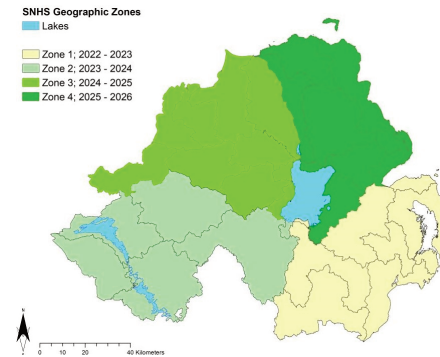 SNHS Geographic Zones
Lakes
Zone 1; 2022 - 2023
Zone 2; 2023 - 2024
Zone 3; 2024 - 2025
Zone 4; 2025 - 2026
N
0 10 20 40 Kilometers